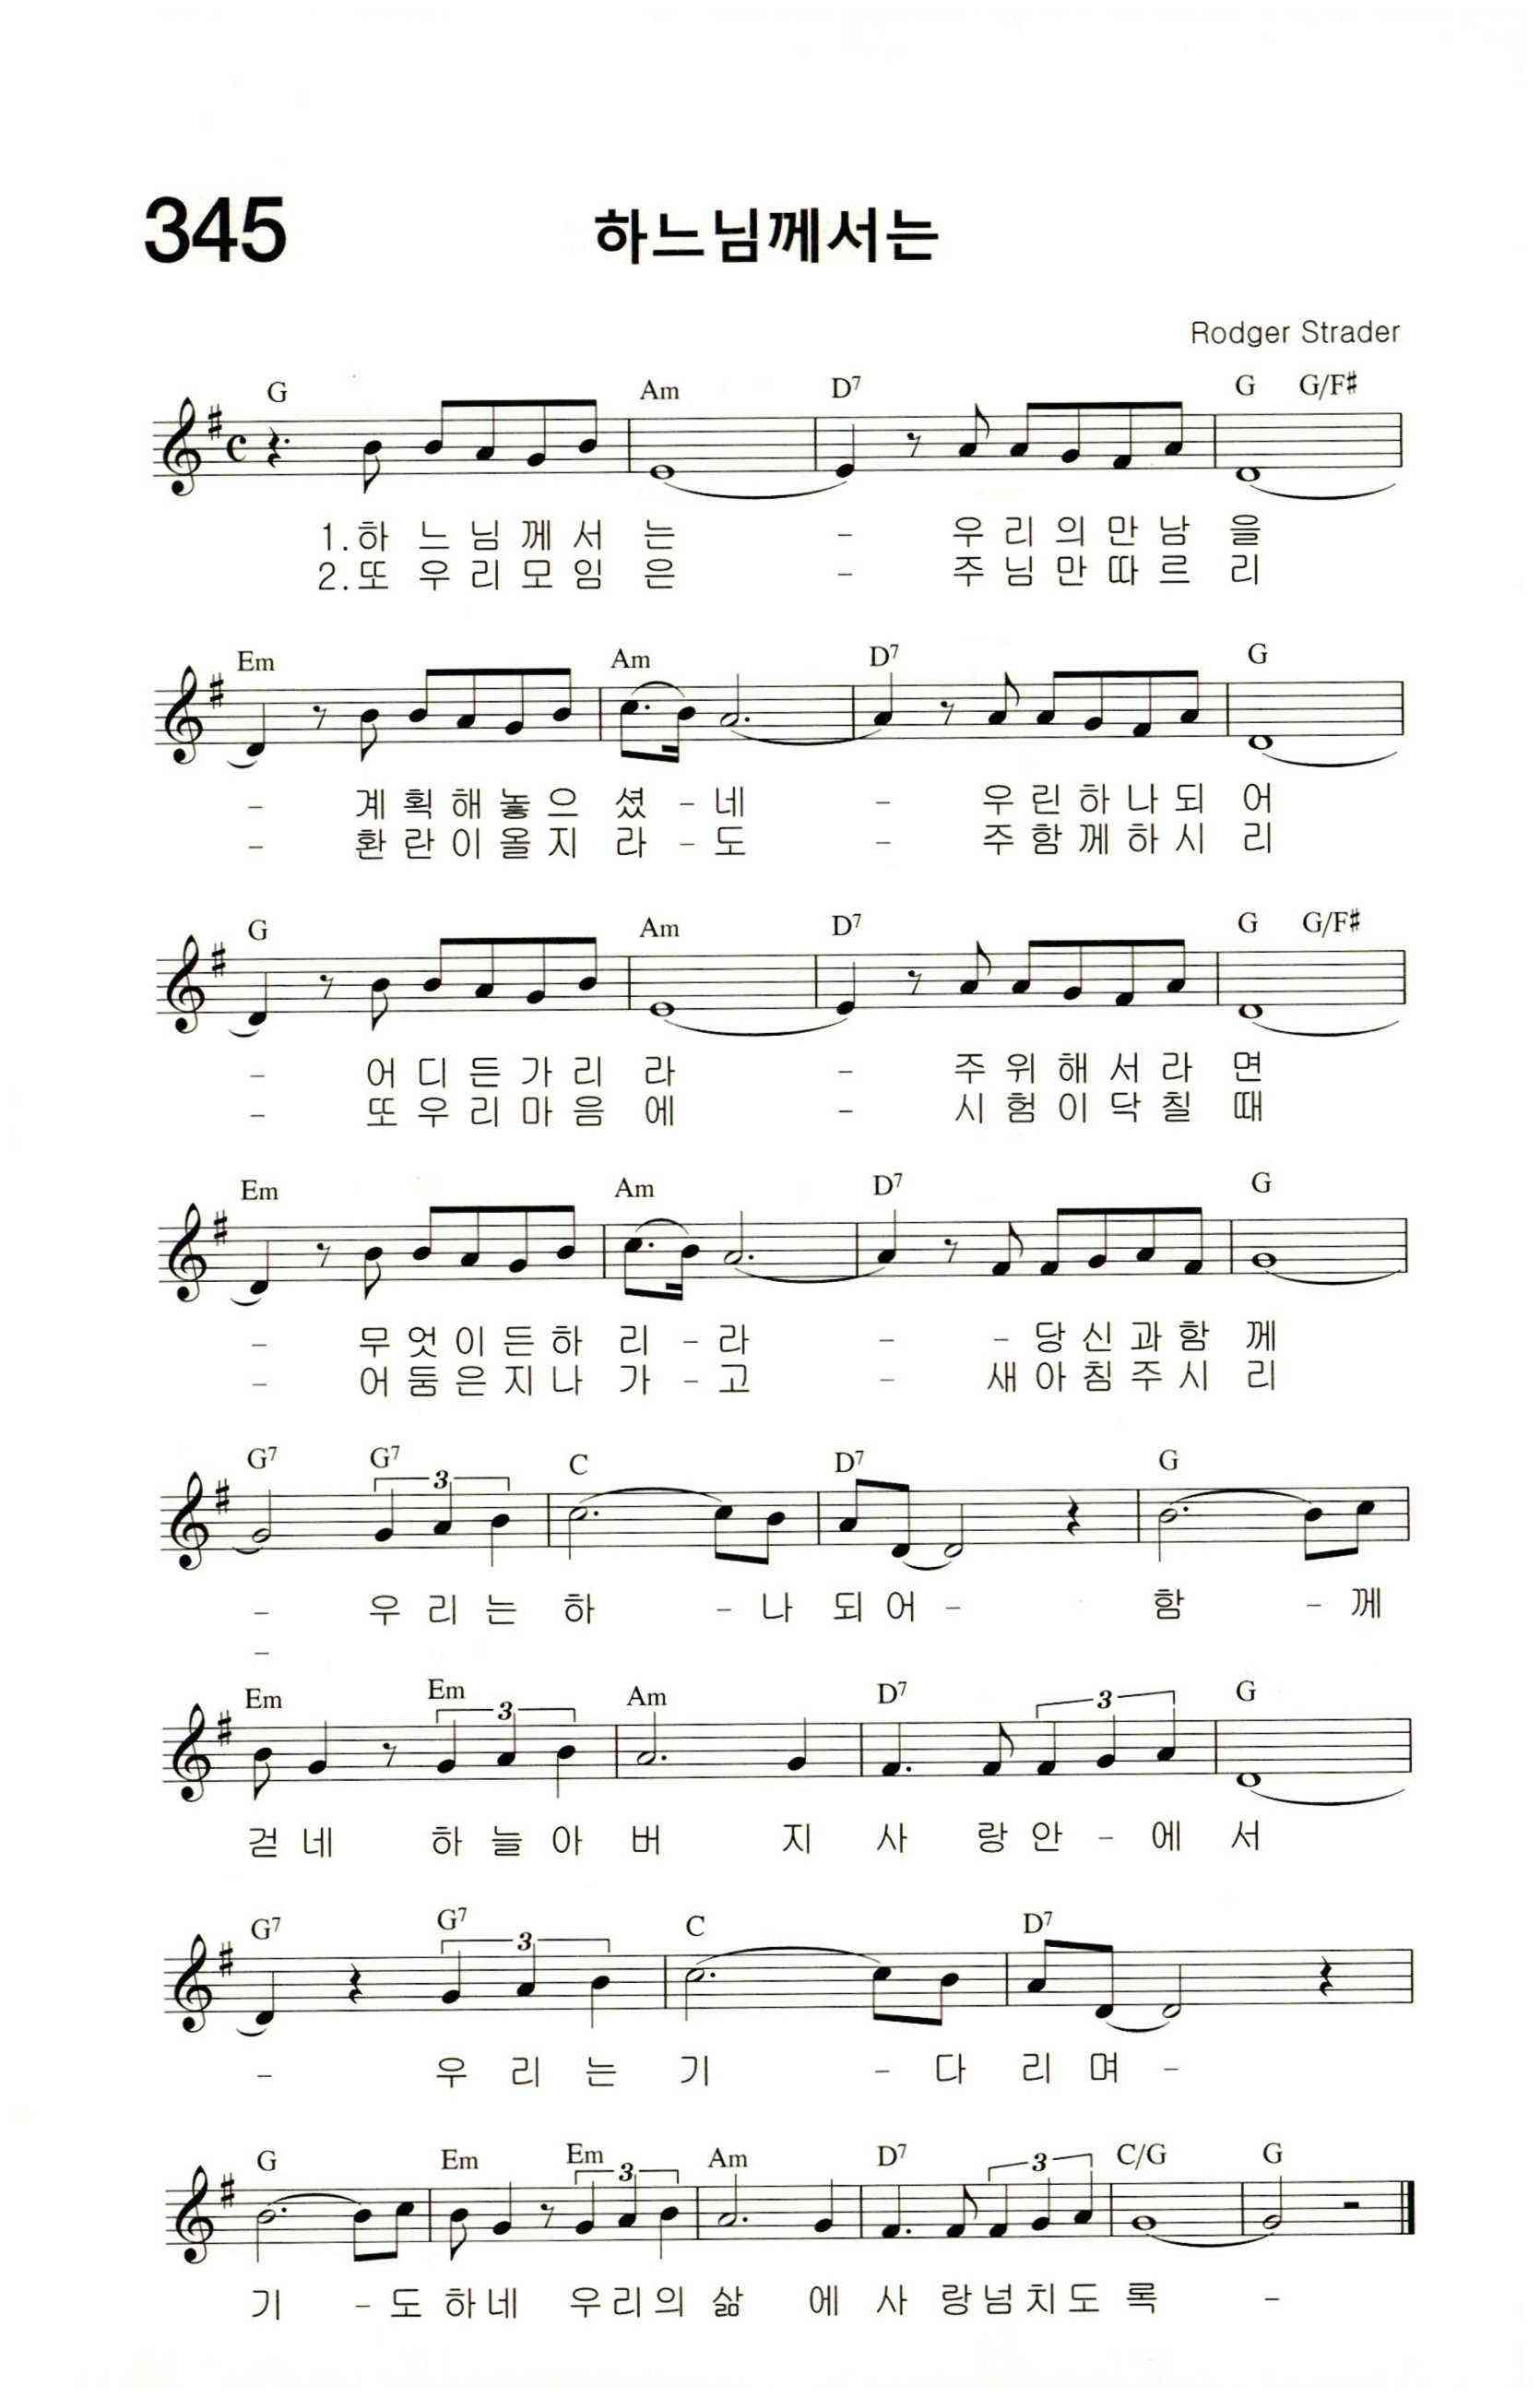 345
하느님께서는
Rodger Strader
G Am D7 G G/F#
1.하 느 님 께 서 는 - 우 리 의 만 남 을
2.또 우 리 모 임 은 - 주 님 만 따 르 리
Em Am D7 G
- 계 획 해 놓 으 셨 - 네 - 우 린 하 나 되 어
- 환 란 이 올 지 라 - 도 - 주 함 께 하 시 리
G Am D7 G G/F#
- 어 디 든 가 리 라 - 주 위 해 서 라 면
- 또 우 리 마 음 에 - 시 험 이 닥 칠 때
Em Am D7 G
- 무 엇 이 든 하 리 - 라 - - 당 신 과 함 께
- 어 둠 은 지 나 가 - 고 - 새 아 침 주 시 리
G7 G7 C D7 G
3
- 우 리 는 하 - 나 되 어 - 함 - 께
-
Em Em Am D7 G
3 3
걷 네 하 늘 아 버 지 사 랑 안 - 에 서
G7 G7 C D7
3
- 우 리 는 기 - 다 리 며 -
G Em Em Am D7 C/G G
3 3
기 - 도 하 네 우 리 의 삶 에 사 랑 넘 치 도 록 -